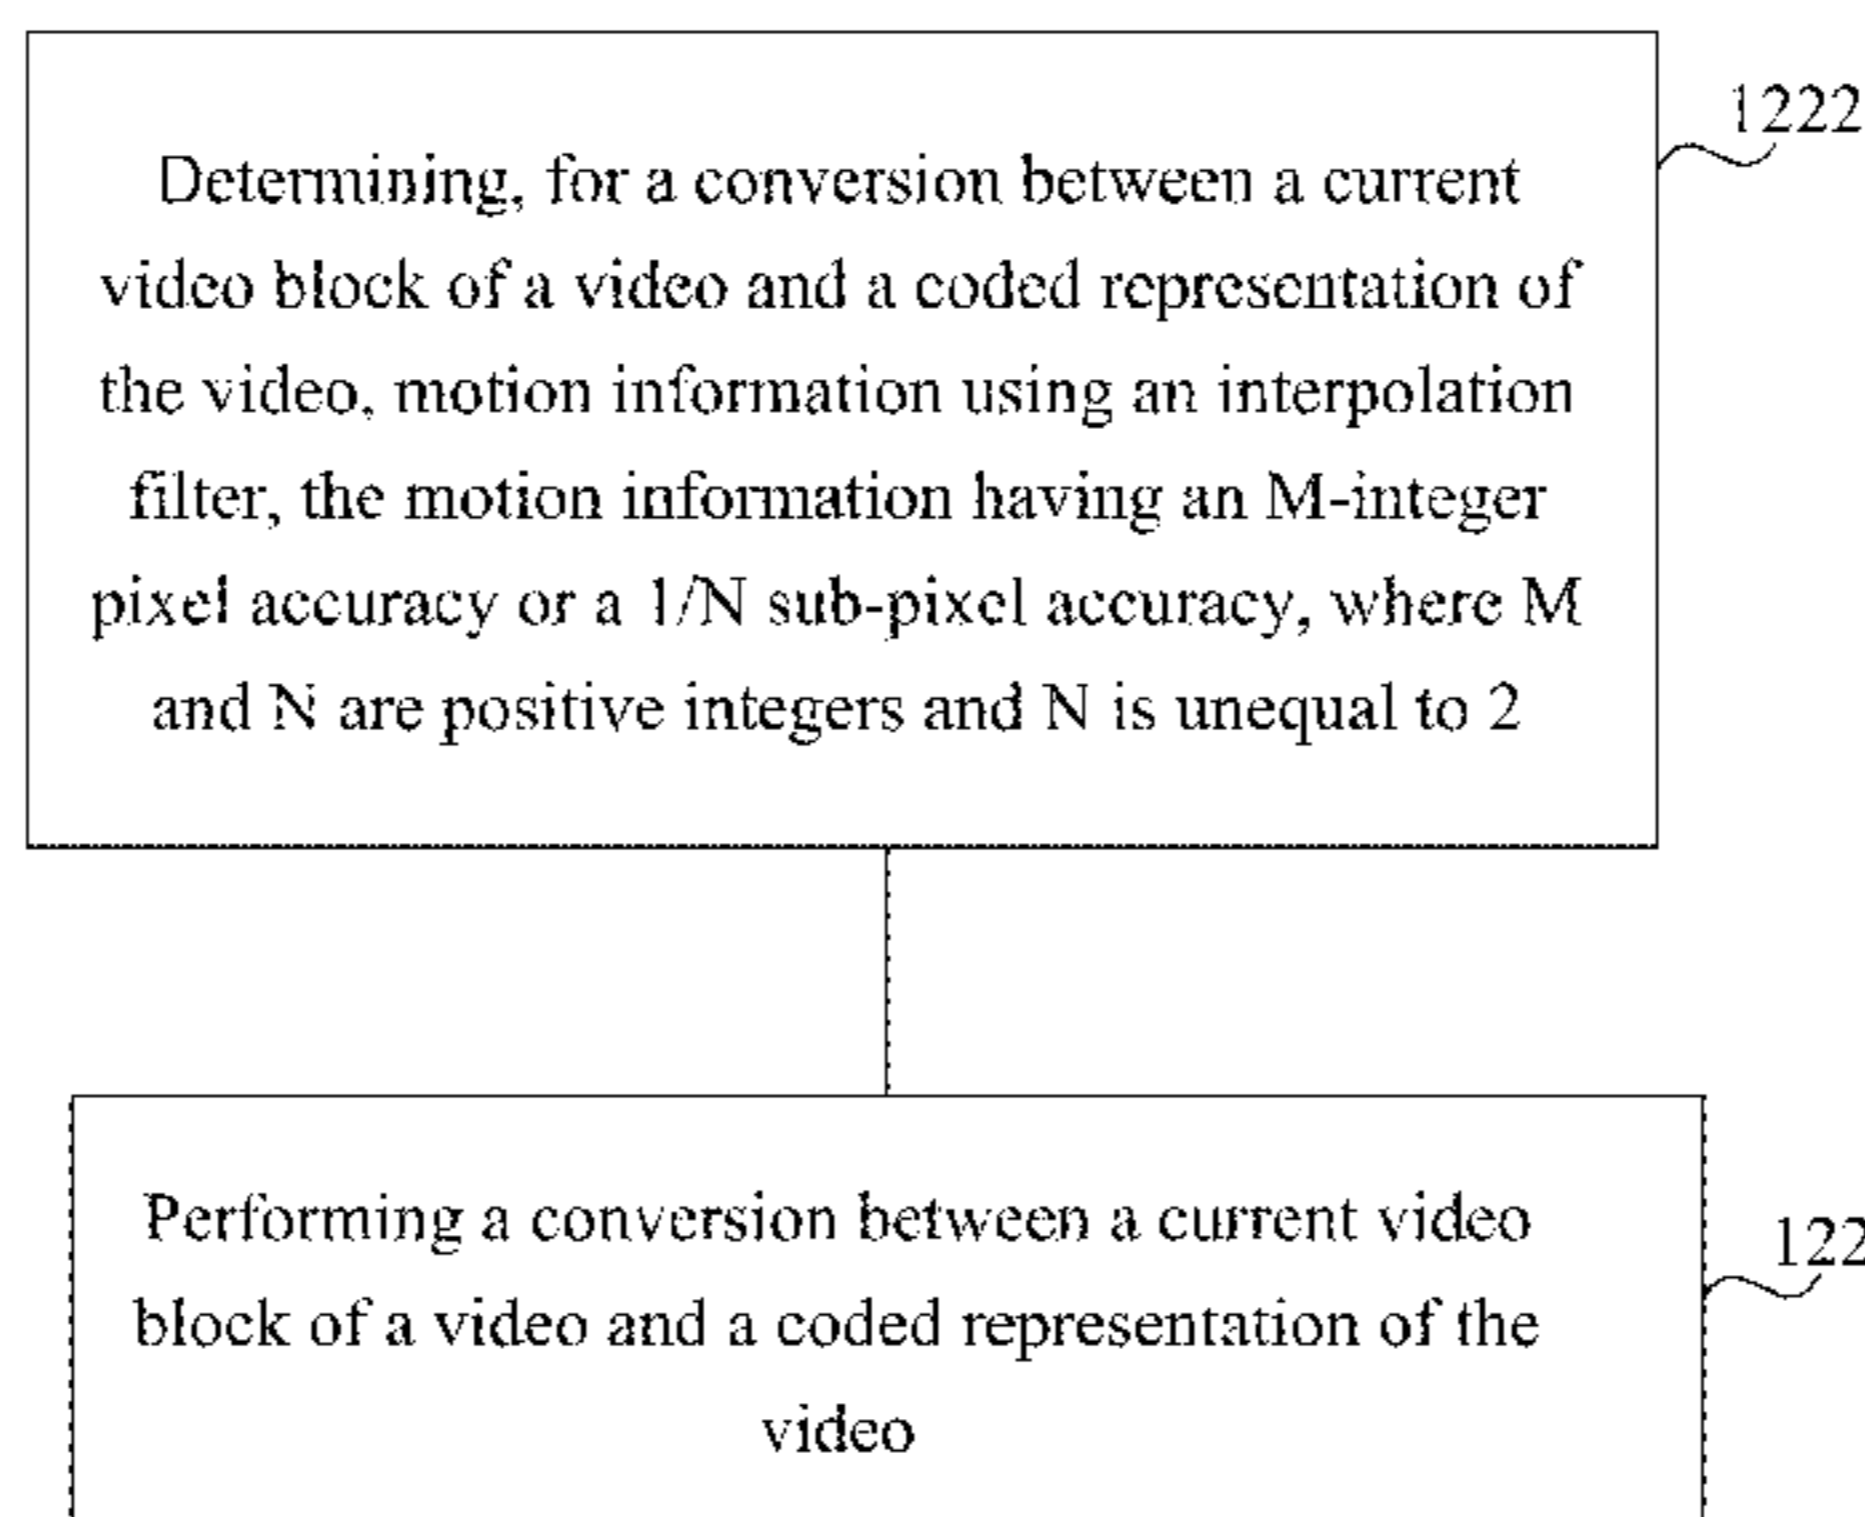 1222
Determining, for a conversion between a current
video block of a video and a coded representation of
the video, motion information using an interpolation
filter, the motion information having an M-integer
pixel accuracy or a 1/N sub-pixel accuracy, where M
and N are positive integers and N is unequal to 2
Performing a conversion between a current video
122
block of a video and a coded representation of the
video